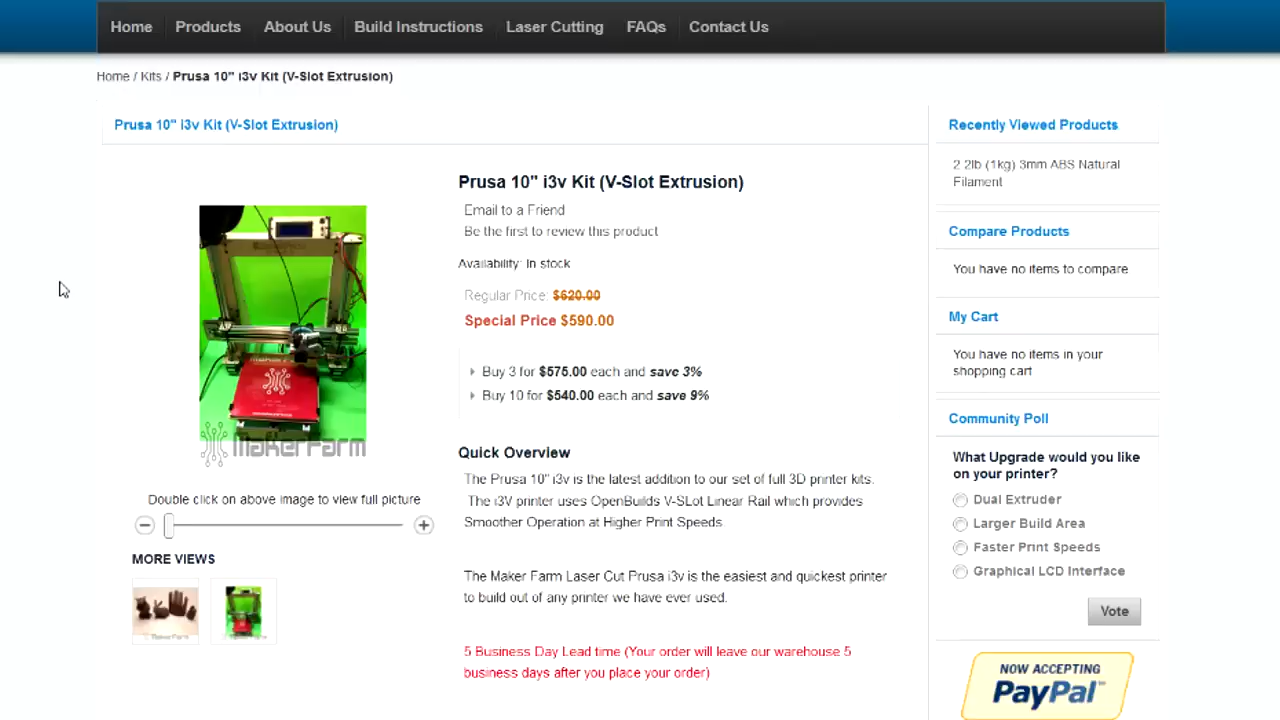 Home Products About Us Build Instructions Laser Cutting FAQs Contact Us
Home / Kits / Prusa 10" i3v Kit (V-Slot Extrusion)
Prusa 10" i3v Kit (V-Slot Extrusion)
MakerFarm
Double click on above image to view full picture
MORE VIEWS
Prusa 10" i3v Kit (V-Slot Extrusion)
Email to a Friend
Be the first to review this product
Availability: In stock
Regular Price: $620.00
Special Price $590.00
Buy 3 for $575.00 each and save 3%
Buy 10 for $540.00 each and save 9%
Quick Overview
The Prusa 10" i3v is the latest addition to our set of full 3D printer kits.
The i3V printer uses OpenBuilds V-SLot Linear Rail which provides
Smoother Operation at Higher Print Speeds
The Maker Farm Laser Cut Prusa i3v is the easiest and quickest printer
to build out of any printer we have ever used.
5 Business Day Lead time (Your order will leave our warehouse 5
business days after you place your order)
Recently Viewed Products
2.2lb (1kg) 3mm ABS Natural
Filament
Compare Products
You have no items to compare
My Cart
You have no items in your
shopping cart
Community Poll
What Upgrade would you like
on your printer?
Dual Extruder
Larger Build Area
Faster Print Speeds
Graphical LCD Interface
Vote
NOW ACCEPTING
PayPal